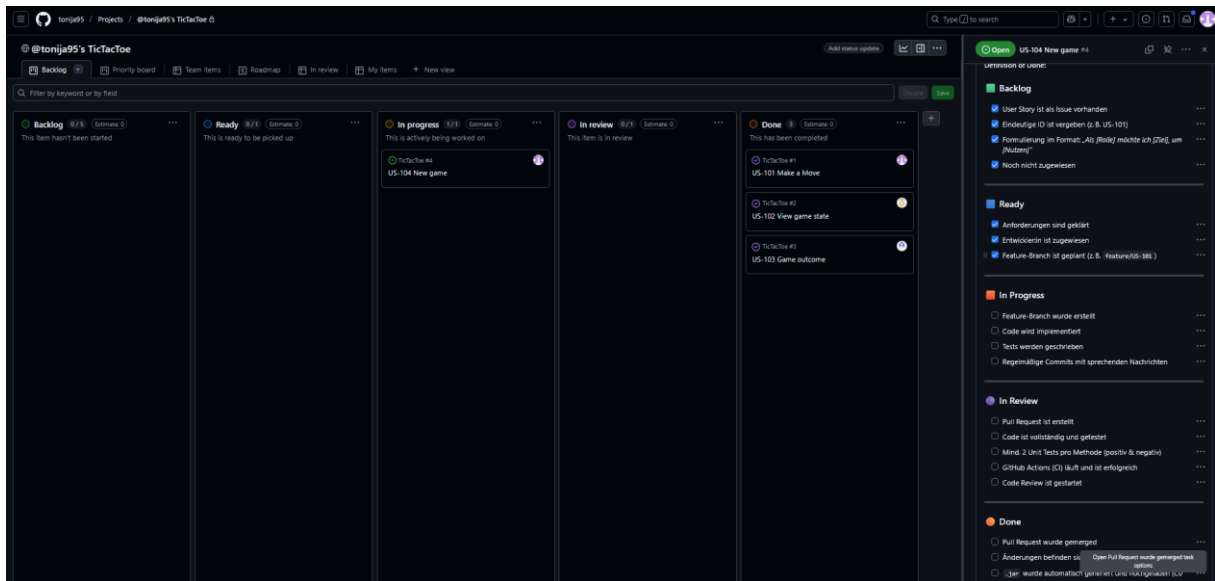 tonija95 / Projects / @tonija95's TicTacToe
Type / to search
@tonija95's TicTacToe
Add status update
Backlog
Priority board
Team items
Roadmap
In review
My items
+ New view
Filter by keyword or by field
Discard
Save
Backlog 0/5 Estimate: 0
This item hasn't been started
Ready 0/1 Estimate: 0
This is ready to be picked up
In progress 1/1 Estimate: 0
This is actively being worked on
TicTacToe #4
US-104 New game
In review 0/1 Estimate: 0
This item is in review
Done 3 Estimate: 0
This has been completed
TicTacToe #1
US-101 Make a Move
TicTacToe #2
US-102 View game state
TicTacToe #3
US-103 Game outcome
Open US-104 New game #4
Definition of Done:
Backlog
User Story ist als Issue vorhanden
Eindeutige ID ist vergeben (z. B. US-101)
Formulierung im Format: „Als [Rolle] möchte ich [Ziel], um
[Nutzen]"
Noch nicht zugewiesen
Ready
Anforderungen sind geklärt
Entwickler:in ist zugewiesen
Feature-Branch ist geplant (z. B. feature/US-101 )
In Progress
Feature-Branch wurde erstellt
Code wird implementiert
Tests werden geschrieben
Regelmäßige Commits mit sprechenden Nachrichten
In Review
Pull Request ist erstellt
Code ist vollständig und getestet
Mind. 2 Unit Tests pro Methode (positiv & negativ)
GitHub Actions (CI) läuft und ist erfolgreich
Code Review ist gestartet
Done
Pull Request wurde gemerged
Änderungen befinden
Open Pull Request wurde gemerged task
options
.jar wurde automatisch generiert und hochgeladen (CI)